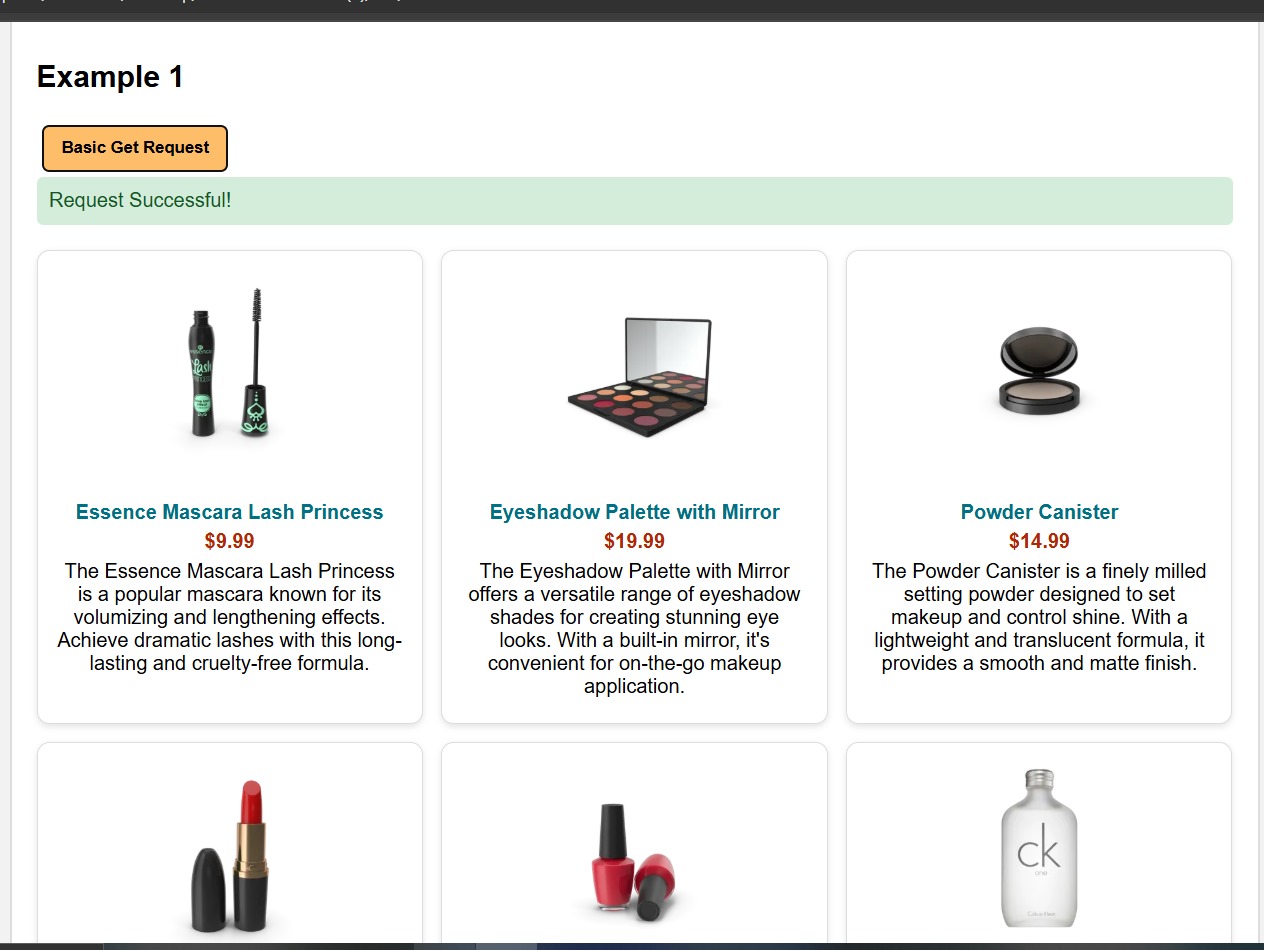 Example 1
Basic Get Request
Request Successful!
essence
Lash
PRINCESS
Essence Mascara Lash Princess
$9.99
The Essence Mascara Lash Princess
is a popular mascara known for its
volumizing and lengthening effects.
Achieve dramatic lashes with this long-
lasting and cruelty-free formula.
Eyeshadow Palette with Mirror
$19.99
The Eyeshadow Palette with Mirror
offers a versatile range of eyeshadow
shades for creating stunning eye
looks. With a built-in mirror, it's
convenient for on-the-go makeup
application.
Powder Canister
$14.99
The Powder Canister is a finely milled
setting powder designed to set
makeup and control shine. With a
lightweight and translucent formula, it
provides a smooth and matte finish.
ck
one
Calvin Klein